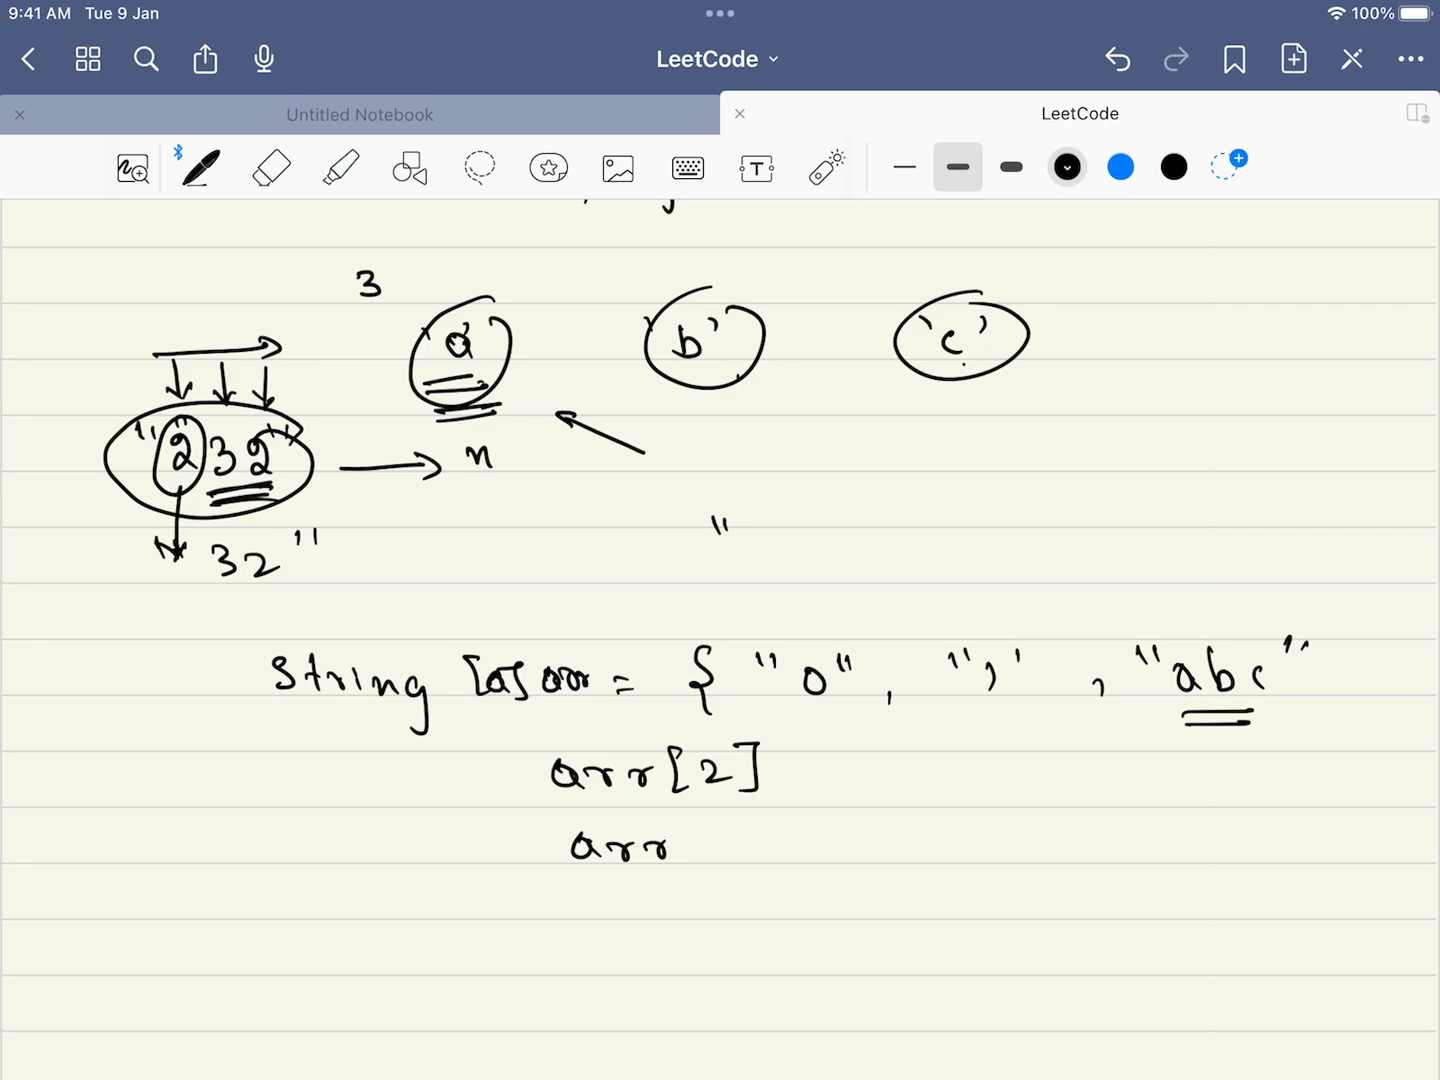 9:41 AM Tue 9 Jan
100%
LeetCode
Untitled Notebook
LeetCode
T
3
'a' 'b' 'c'
"232" → n
32"
"
String [] arr = { "0", "1" , "abc"
arr[2]
arr